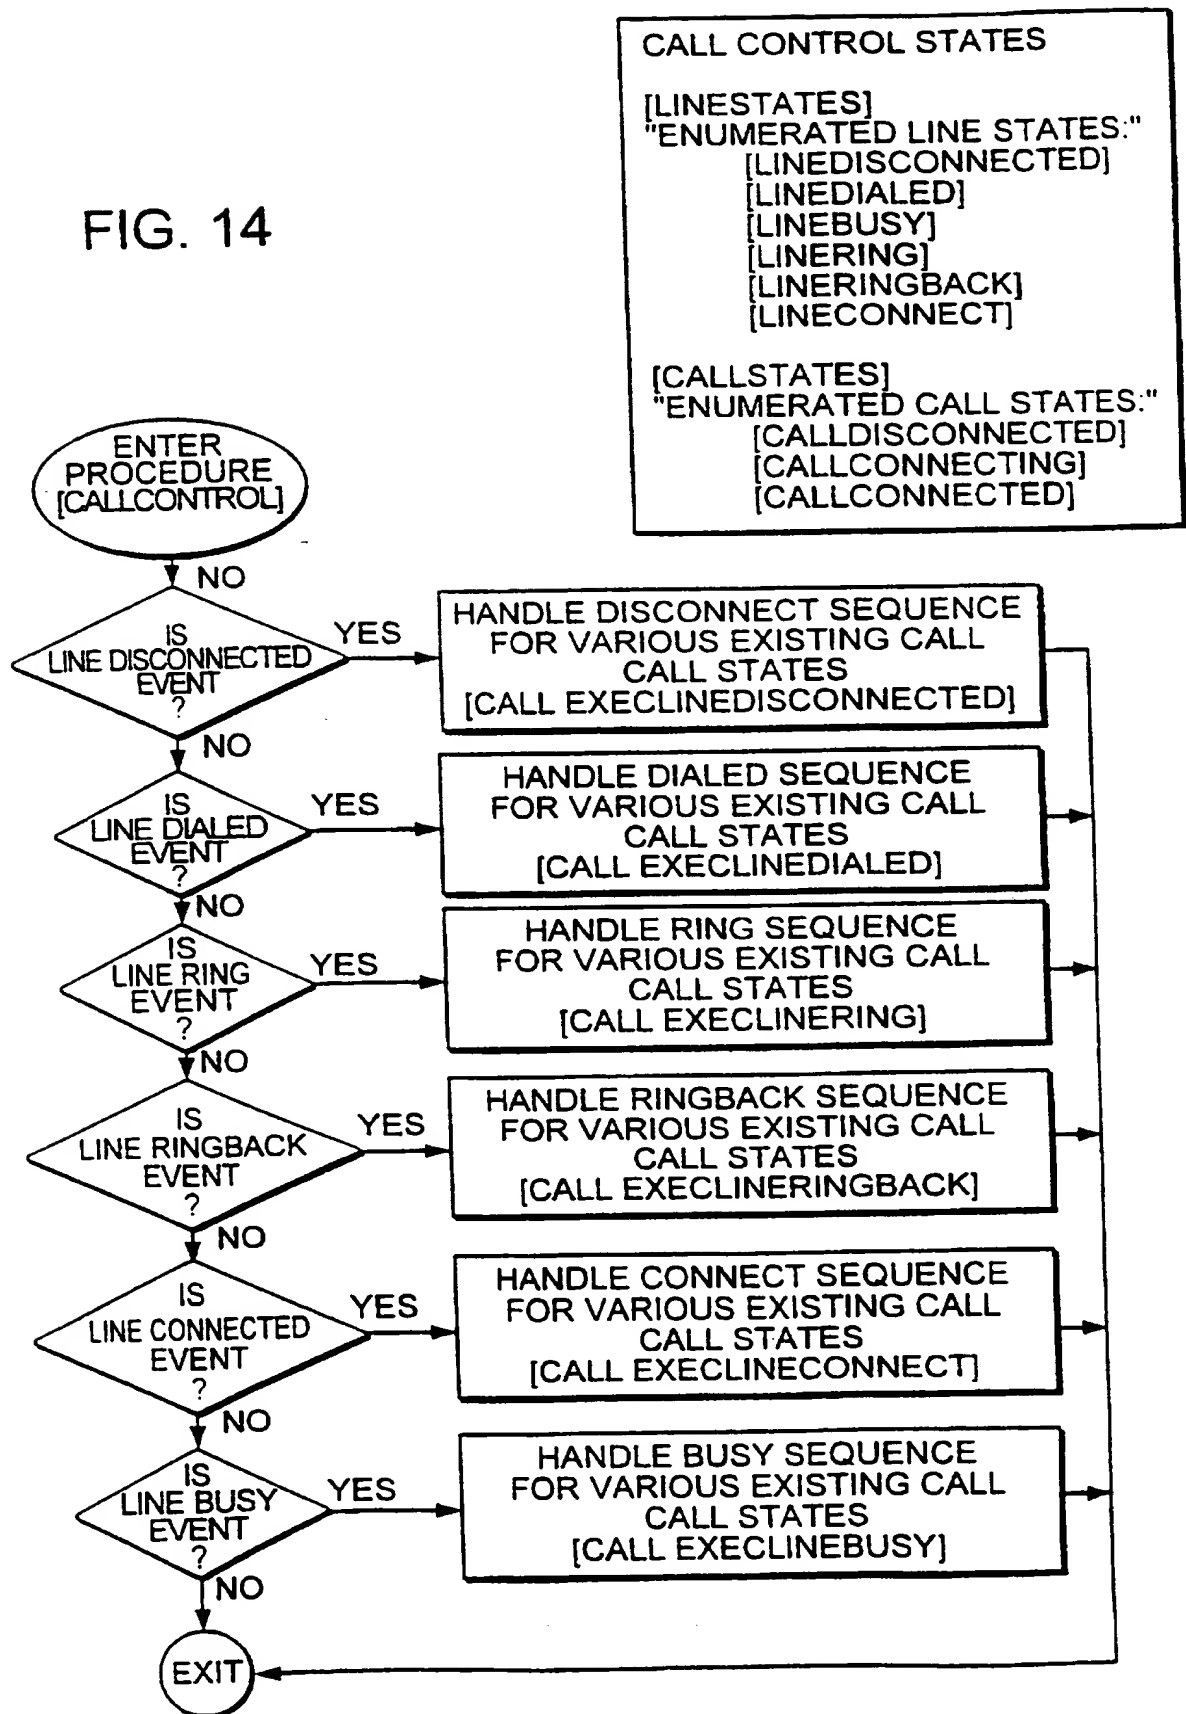 CALL CONTROL STATES
[LINESTATES]
"ENUMERATED LINE STATES:"
[LINEDISCONNECTED]
[LINEDIALED]
[LINEBUSY]
[LINERING]
[LINERINGBACK]
[LINECONNECT]
[CALLSTATES]
"ENUMERATED CALL STATES:"
[CALLDISCONNECTED]
[CALLCONNECTING]
[CALLCONNECTED]
FIG. 14
ENTER
PROCEDURE
[CALLCONTROL]
NO
IS
LINE DISCONNECTED
EVENT
?
YES
HANDLE DISCONNECT SEQUENCE
FOR VARIOUS EXISTING CALL
CALL STATES
[CALL EXECLINEDISCONNECTED]
NO
IS
LINE DIALED
EVENT
?
YES
HANDLE DIALED SEQUENCE
FOR VARIOUS EXISTING CALL
CALL STATES
[CALL EXECLINEDIALED]
NO
IS
LINE RING
EVENT
?
YES
HANDLE RING SEQUENCE
FOR VARIOUS EXISTING CALL
CALL STATES
[CALL EXECLINERING]
NO
IS
LINE RINGBACK
EVENT
?
YES
HANDLE RINGBACK SEQUENCE
FOR VARIOUS EXISTING CALL
CALL STATES
[CALL EXECLINERINGBACK]
NO
IS
LINE CONNECTED
EVENT
?
YES
HANDLE CONNECT SEQUENCE
FOR VARIOUS EXISTING CALL
CALL STATES
[CALL EXECLINECONNECT]
NO
IS
LINE BUSY
EVENT
?
YES
HANDLE BUSY SEQUENCE
FOR VARIOUS EXISTING CALL
CALL STATES
[CALL EXECLINEBUSY]
NO
EXIT